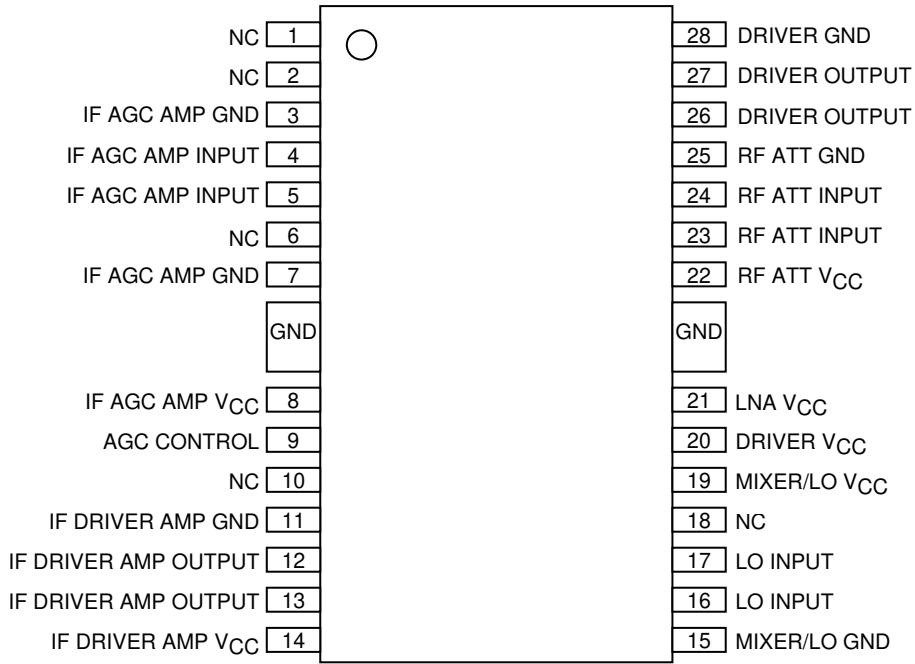 NC 1
NC 2
IF AGC AMP GND 3
IF AGC AMP INPUT 4
IF AGC AMP INPUT 5
NC 6
IF AGC AMP GND 7
GND
IF AGC AMP VCC 8
AGC CONTROL 9
NC 10
IF DRIVER AMP GND 11
IF DRIVER AMP OUTPUT 12
IF DRIVER AMP OUTPUT 13
IF DRIVER AMP VCC 14
28 DRIVER GND
27 DRIVER OUTPUT
26 DRIVER OUTPUT
25 RF ATT GND
24 RF ATT INPUT
23 RF ATT INPUT
22 RF ATT VCC
GND
21 LNA VCC
20 DRIVER VCC
19 MIXER/LO VCC
18 NC
17 LO INPUT
16 LO INPUT
15 MIXER/LO GND